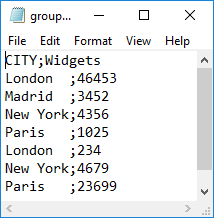 group...
File Edit Format View Help
CITY;Widgets
London  ;46453
Madrid  ;3452
New York;4356
Paris   ;1025
London  ;234
New York;4679
Paris   ;23699